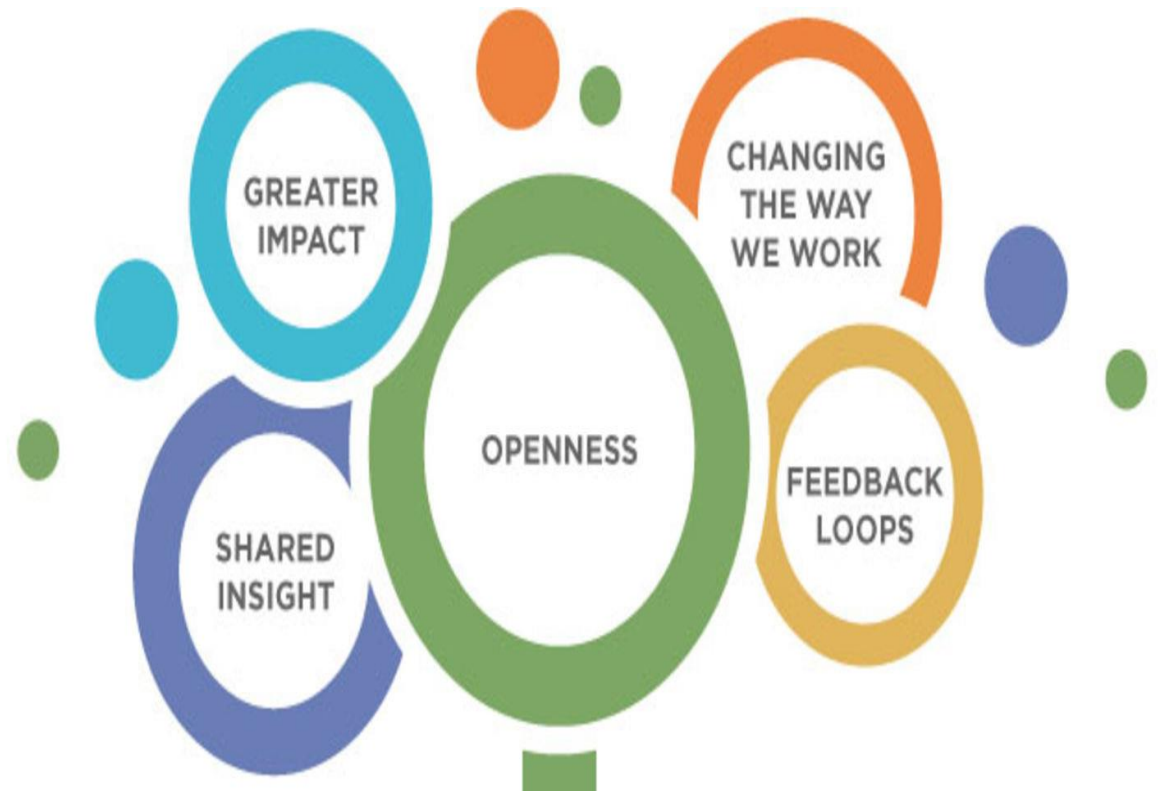 GREATER
IMPACT
CHANGING
THE WAY
WE WORK
OPENNESS
FEEDBACK
LOOPS
SHARED
INSIGHT